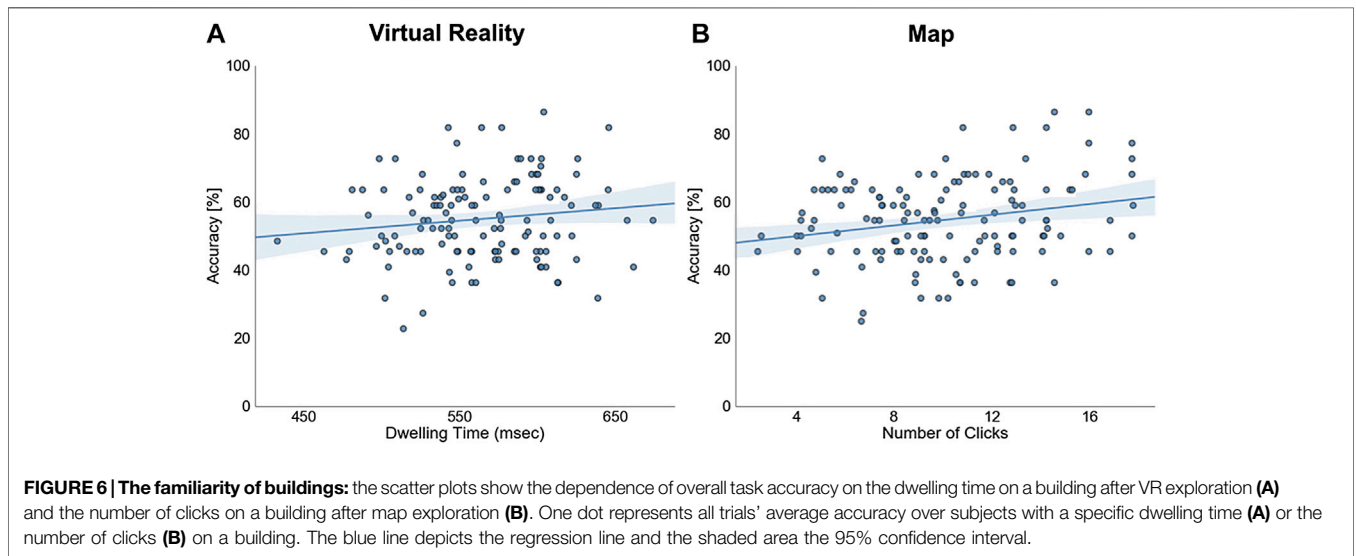 A Virtual Reality
B Map
100
80
60
40
20
0
Accuracy [%]
450 550 650
Dwelling Time (msec)
100
80
60
40
20
0
Accuracy [%]
4 8 12 16
Number of Clicks
FIGURE 6 | The familiarity of buildings: the scatter plots show the dependence of overall task accuracy on the dwelling time on a building after VR exploration (A)
and the number of clicks on a building after map exploration (B). One dot represents all trials' average accuracy over subjects with a specific dwelling time (A) or the
number of clicks (B) on a building. The blue line depicts the regression line and the shaded area the 95% confidence interval.